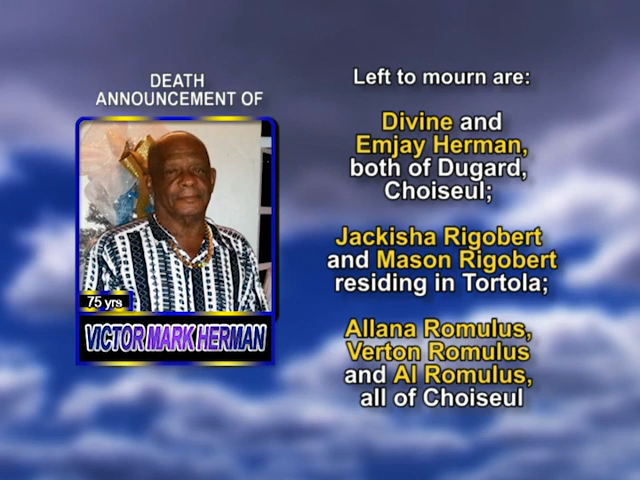 DEATH
ANNOUNCEMENT OF
75 yrs
VICTOR MARK HERMAN
Left to mourn are:
Divine and
Emjay Herman,
both of Dugard,
Choiseul;
Jackisha Rigobert
and Mason Rigobert
residing in Tortola;
Allana Romulus,
Verton Romulus
and Al Romulus,
all of Choiseul